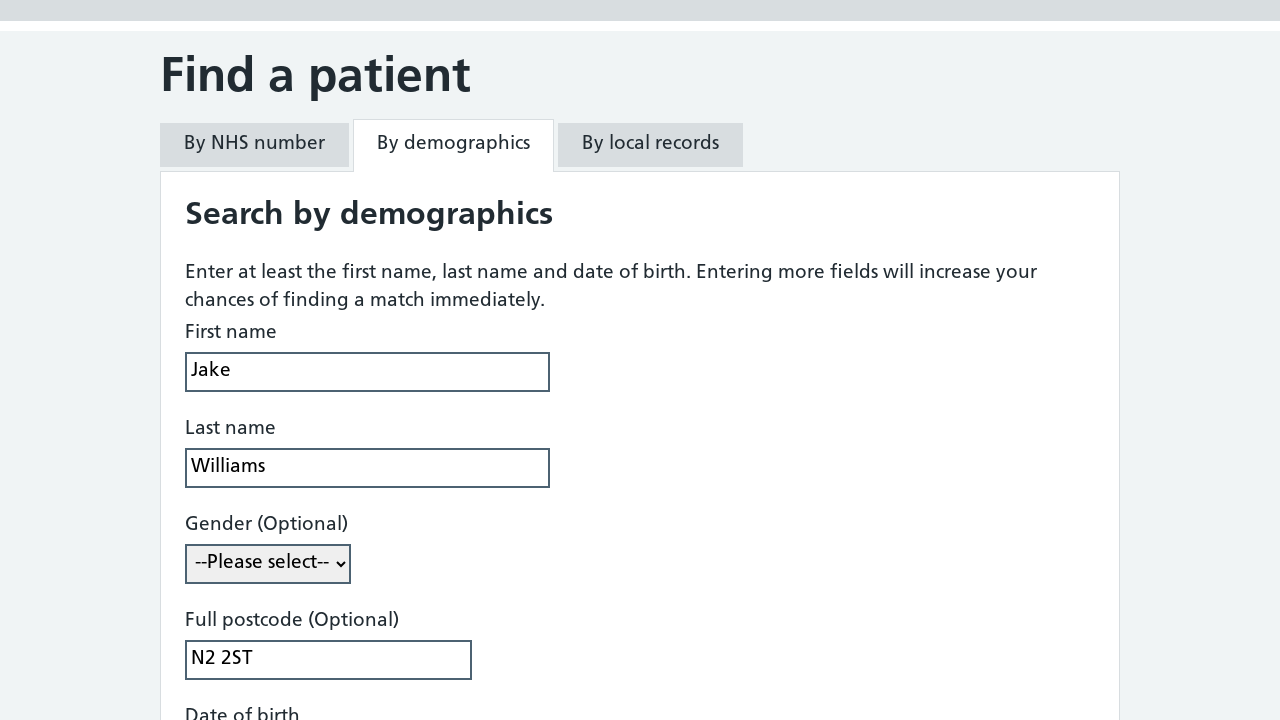 Find a patient
By NHS number
By demographics
By local records
Search by demographics
Enter at least the first name, last name and date of birth. Entering more fields will increase your
chances of finding a match immediately.
First name
Jake
Last name
Williams
Gender (Optional)
--Please select--
Full postcode (Optional)
N2 2ST
Date of birth